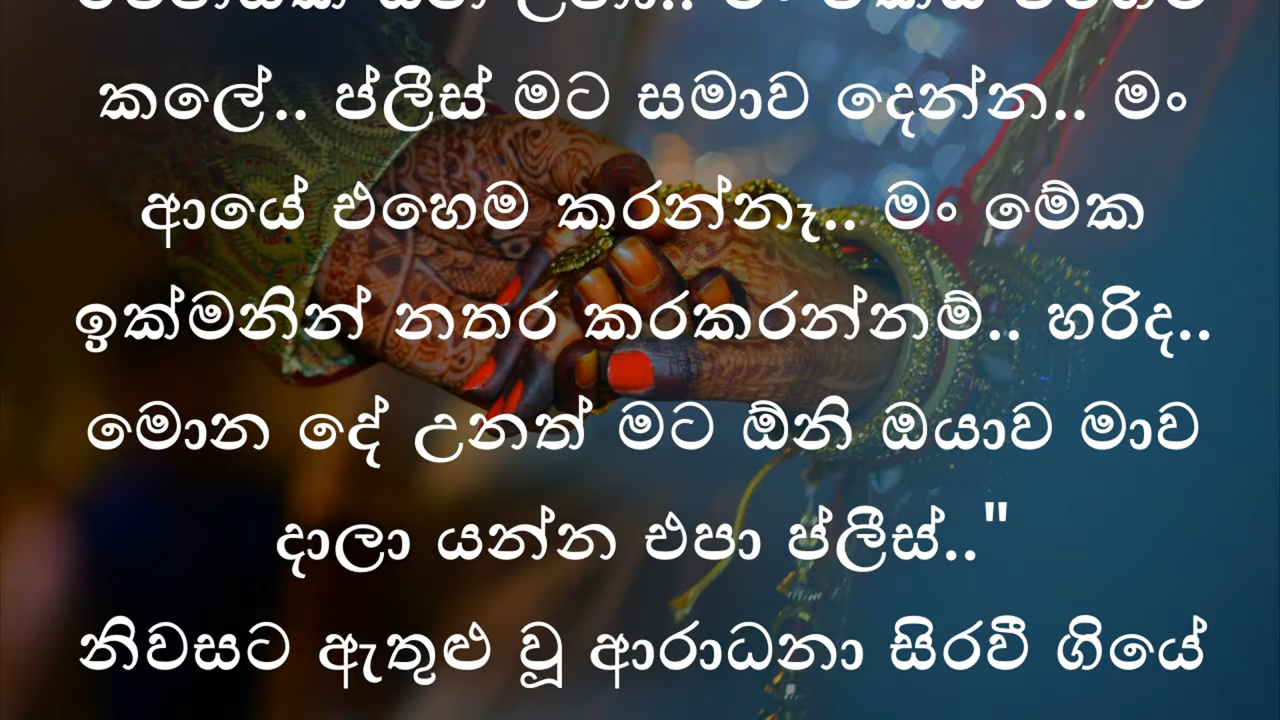 කලේ.. ප්ලීස් මට සමාව දෙන්න.. මං
ආයේ එහෙම කරන්නෑ.. මං මේක
ඉක්මනින් නතර කරකරන්නම්.. හරිද..
මොන දේ උනත් මට ඕනි ඔයාව මාව
දාලා යන්න එපා ප්ලීස්.."
නිවසට ඇතුළු වූ ආරාධනා සිරවී ගියේ